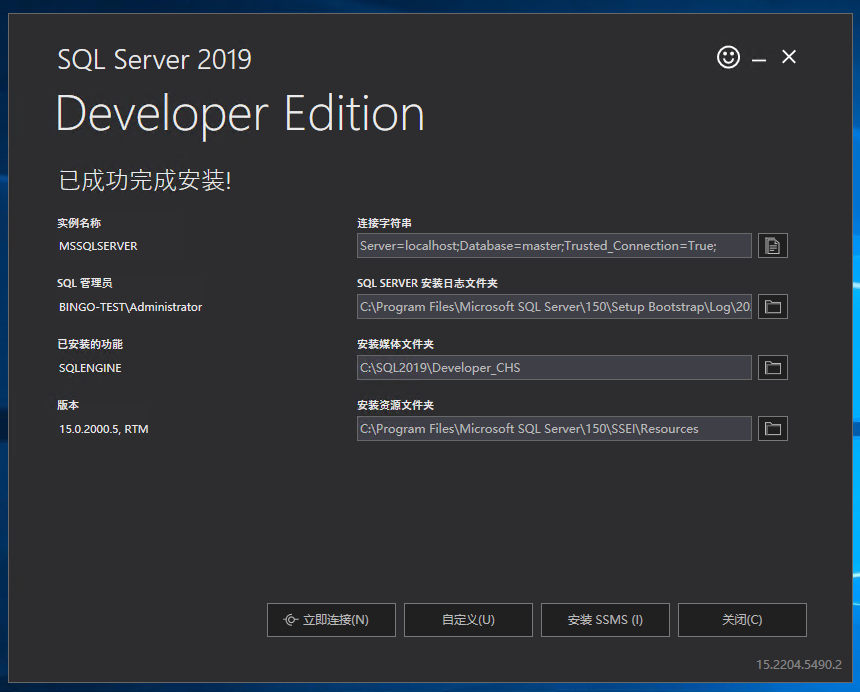 SQL Server 2019
Developer Edition
已成功完成安装!
实例名称
MSSQLSERVER
连接字符串
Server=localhost;Database=master;Trusted_Connection=True;
SQL 管理员
BINGO-TEST\Administrator
SQL SERVER 安装日志文件夹
C:\Program Files\Microsoft SQL Server\150\Setup Bootstrap\Log\20
已安装的功能
SQLENGINE
安装媒体文件夹
C:\SQL2019\Developer_CHS
版本
15.0.2000.5, RTM
安装资源文件夹
C:\Program Files\Microsoft SQL Server\150\SSEI\Resources
立即连接(N)
自定义(U)
安装 SSMS (I)
关闭(C)
15.2204.5490.2